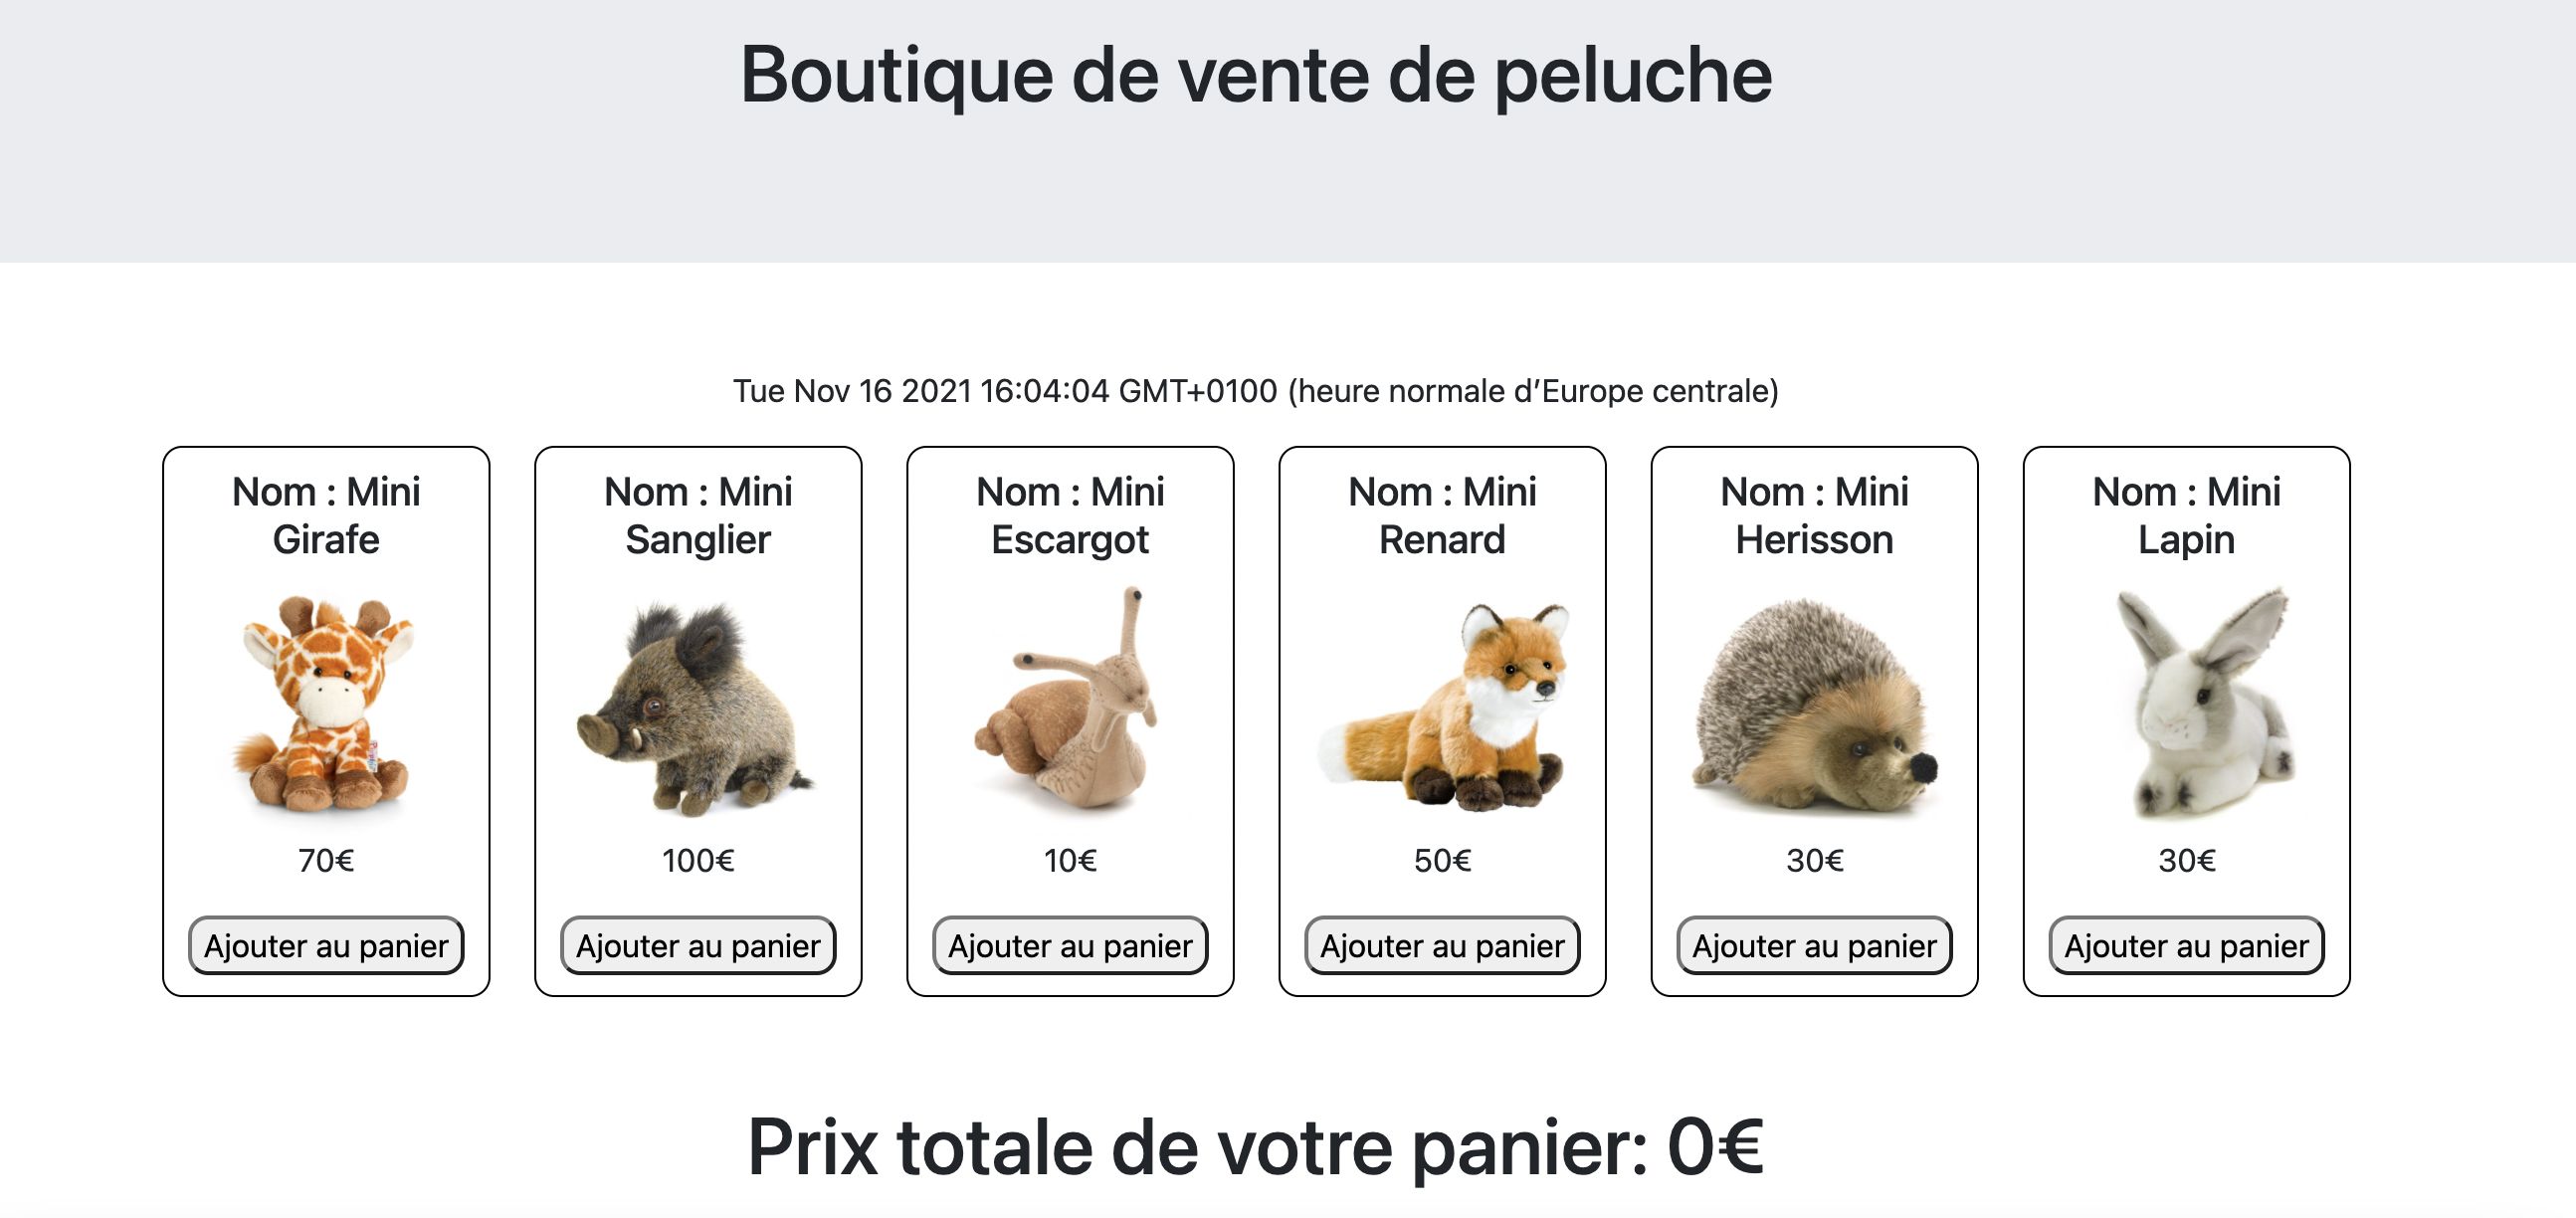 Boutique de vente de peluche
Tue Nov 16 2021 16:04:04 GMT+0100 (heure normale d’Europe centrale)
Nom : Mini
Girafe
70€
Ajouter au panier
Nom : Mini
Sanglier
100€
Ajouter au panier
Nom : Mini
Escargot
10€
Ajouter au panier
Nom : Mini
Renard
50€
Ajouter au panier
Nom : Mini
Herisson
30€
Ajouter au panier
Nom : Mini
Lapin
30€
Ajouter au panier
Prix totale de votre panier: 0€